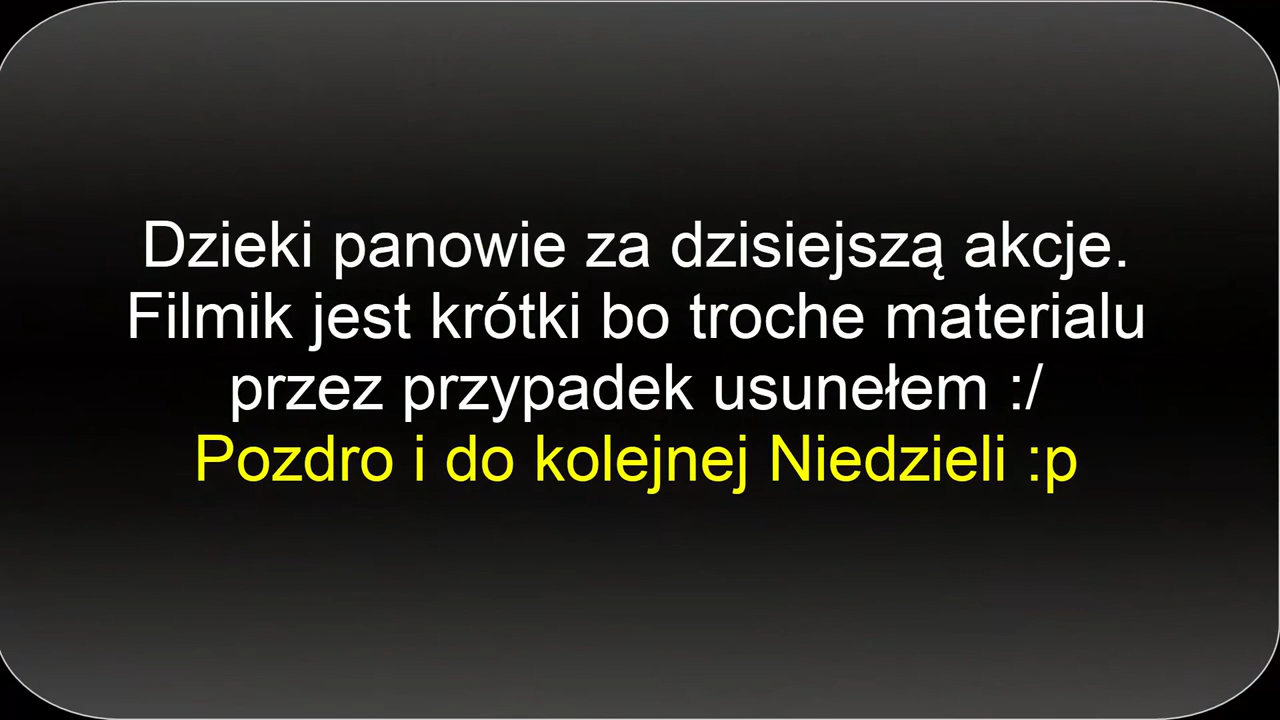 Dzieki panowie za dzisiejszą akcje.
Filmik jest krótki bo troche materialu
przez przypadek usunełem :/
Pozdro i do kolejnej Niedzieli :p